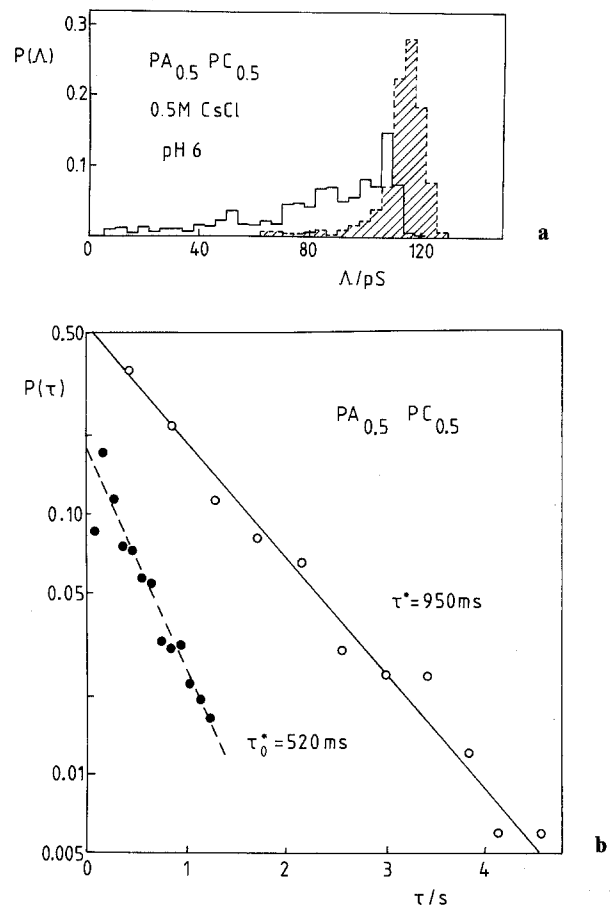 P(Λ)
0.3
0.2
0.1
PA0.5 PC0.5
0.5M CsCl
pH 6
0
40
80
120
Λ/pS
a
0.50
P(τ)
0.10
0.05
0.01
0.005
PA0.5 PC0.5
τ*=950ms
τ0*=520ms
0
1
2
3
4
τ/s
b